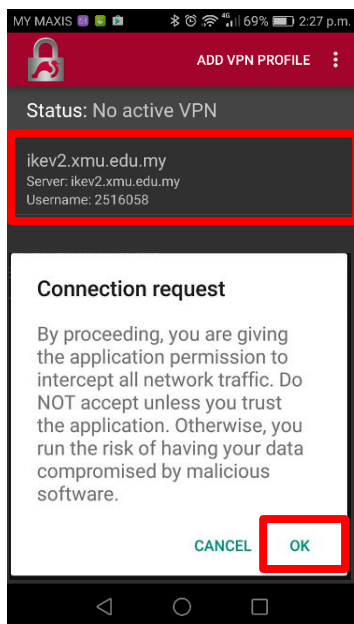 MY MAXIS 4G 69% 2:27 p.m.
ADD VPN PROFILE
Status: No active VPN
ikev2.xmu.edu.my
Server: ikev2.xmu.edu.my
Username: 2516058
Connection request
By proceeding, you are giving
the application permission to
intercept all network traffic. Do
NOT accept unless you trust
the application. Otherwise, you
run the risk of having your data
compromised by malicious
software.
CANCEL OK